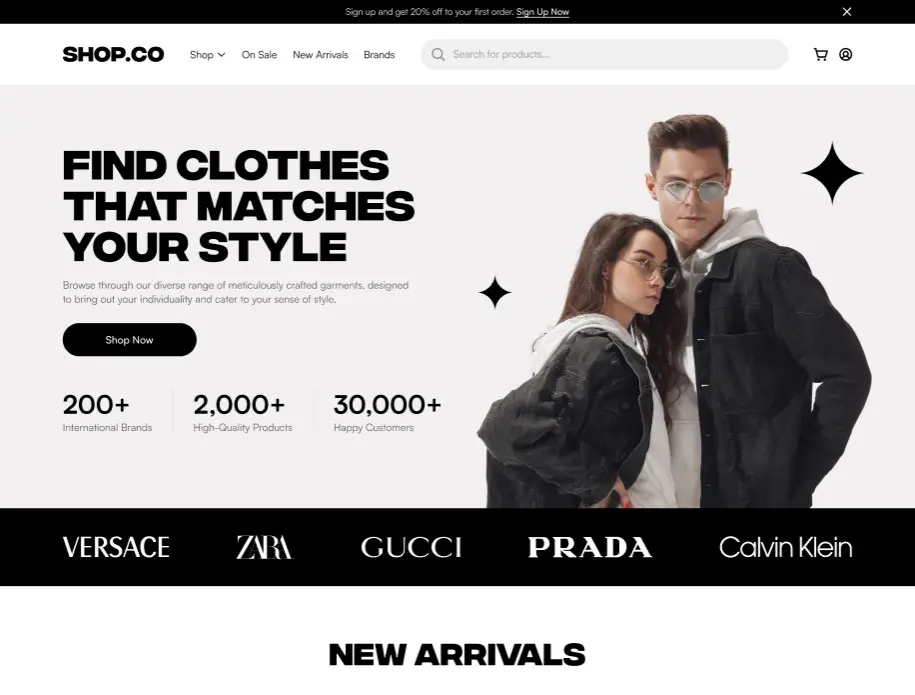 Sign up and get 20% off to your first order. Sign Up Now
SHOP.CO
Shop
On Sale
New Arrivals
Brands
Search for products...
FIND CLOTHES
THAT MATCHES
YOUR STYLE
Browse through our diverse range of meticulously crafted garments, designed
to bring out your individuality and cater to your sense of style.
Shop Now
200+
International Brands
2,000+
High-Quality Products
30,000+
Happy Customers
VERSACE
ZARA
GUCCI
PRADA
Calvin Klein
NEW ARRIVALS